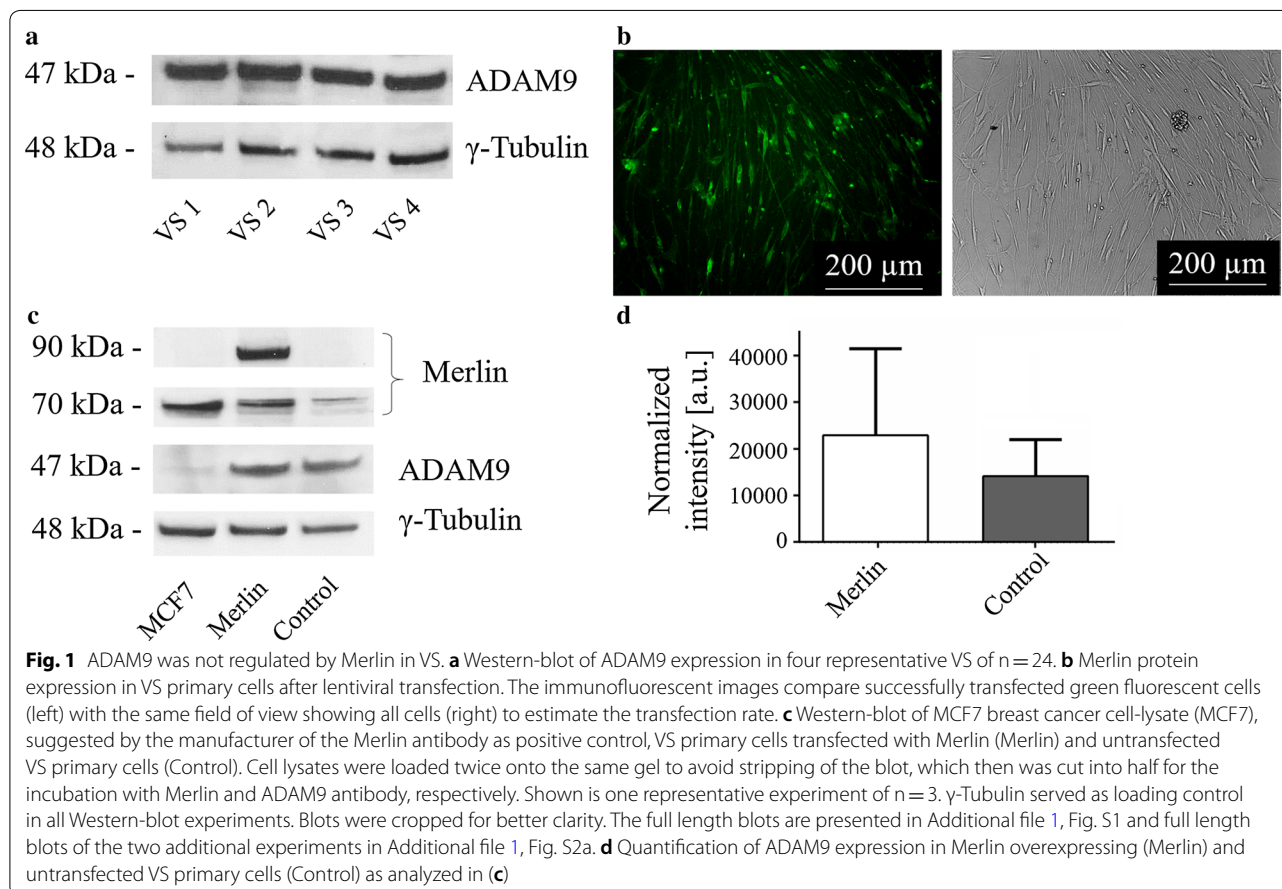 a
47 kDa -
ADAM9
48 kDa -
γ-Tubulin
VS 1
VS 2
VS 3
VS 4
b
200 µm
200 µm
c
90 kDa -
Merlin
70 kDa -
47 kDa -
ADAM9
48 kDa -
γ-Tubulin
MCF7
Merlin
Control
d
Normalized
intensity [a.u.]
40000
30000
20000
10000
0
Merlin
Control
Fig. 1 ADAM9 was not regulated by Merlin in VS. a Western-blot of ADAM9 expression in four representative VS of n = 24. b Merlin protein
expression in VS primary cells after lentiviral transfection. The immunofluorescent images compare successfully transfected green fluorescent cells
(left) with the same field of view showing all cells (right) to estimate the transfection rate. c Western-blot of MCF7 breast cancer cell-lysate (MCF7),
suggested by the manufacturer of the Merlin antibody as positive control, VS primary cells transfected with Merlin (Merlin) and untransfected
VS primary cells (Control). Cell lysates were loaded twice onto the same gel to avoid stripping of the blot, which then was cut into half for the
incubation with Merlin and ADAM9 antibody, respectively. Shown is one representative experiment of n = 3. γ-Tubulin served as loading control
in all Western-blot experiments. Blots were cropped for better clarity. The full length blots are presented in Additional file 1, Fig. S1 and full length
blots of the two additional experiments in Additional file 1, Fig. S2a. d Quantification of ADAM9 expression in Merlin overexpressing (Merlin) and
untransfected VS primary cells (Control) as analyzed in (c)